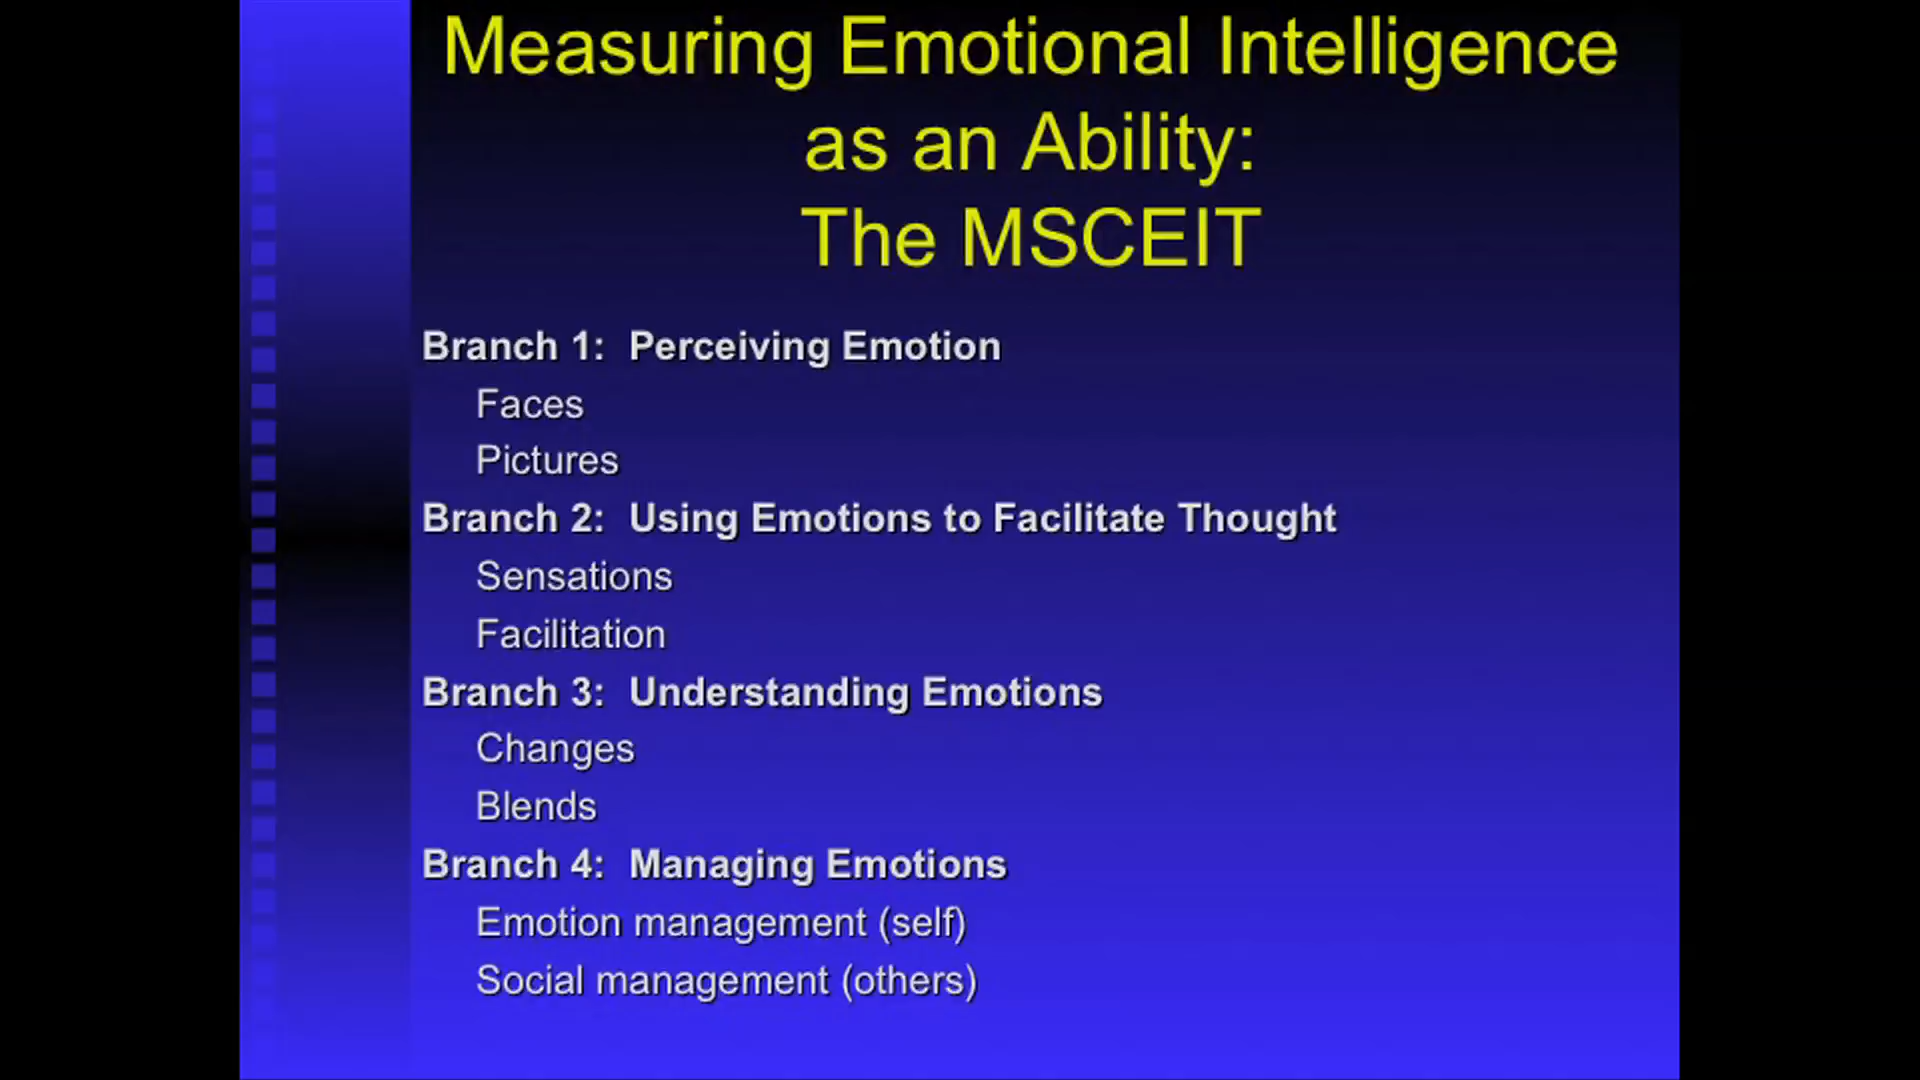 Measuring Emotional Intelligence
as an Ability:
The MSCEIT
Branch 1: Perceiving Emotion
Faces
Pictures
Branch 2: Using Emotions to Facilitate Thought
Sensations
Facilitation
Branch 3: Understanding Emotions
Changes
Blends
Branch 4: Managing Emotions
Emotion management (self)
Social management (others)